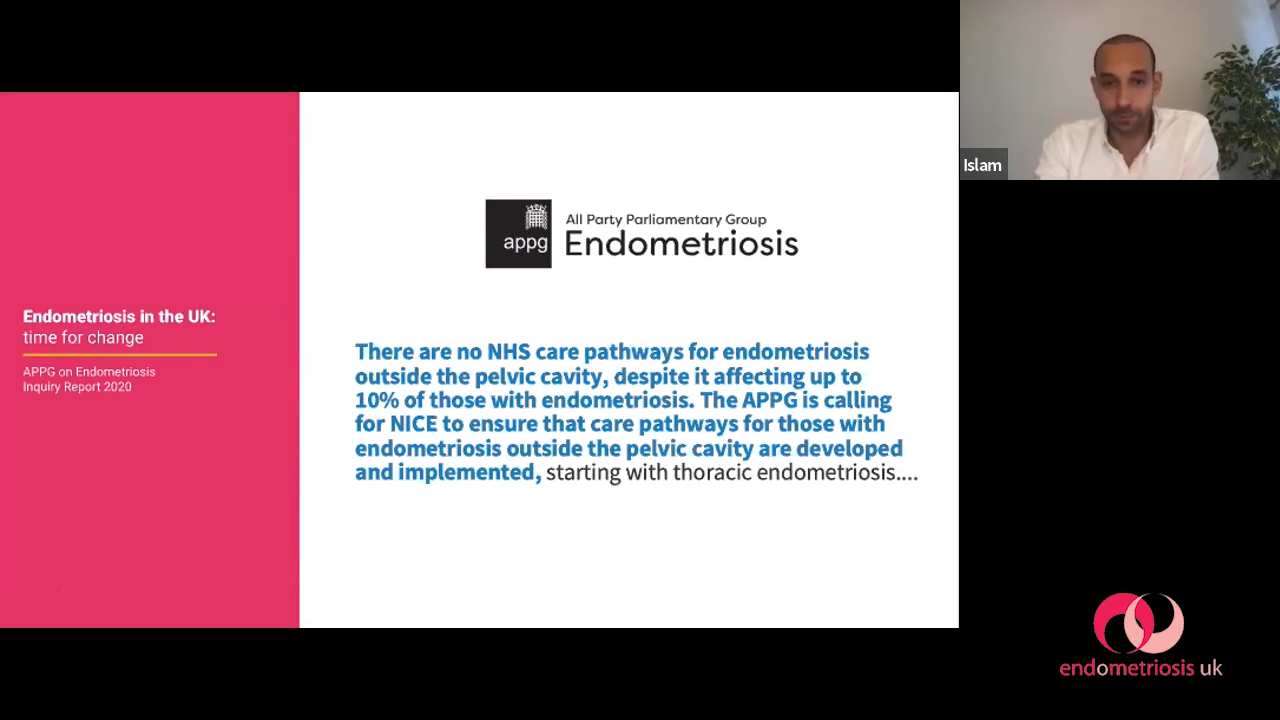 Endometriosis in the UK:
time for change
APPG on Endometriosis
Inquiry Report 2020
appg
All Party Parliamentary Group
Endometriosis
There are no NHS care pathways for endometriosis
outside the pelvic cavity, despite it affecting up to
10% of those with endometriosis. The APPG is calling
for NICE to ensure that care pathways for those with
endometriosis outside the pelvic cavity are developed
and implemented, starting with thoracic endometriosis....
Islam
endometriosis uk